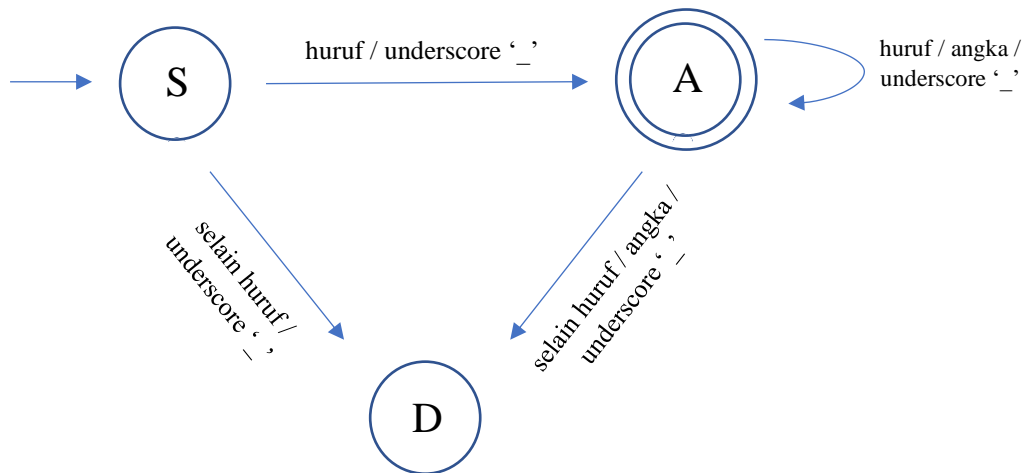 S
huruf / underscore ‘_’
A
huruf / angka /
underscore ‘_’
selain huruf /
underscore ‘_’
selain huruf / angka /
underscore ‘_’
D